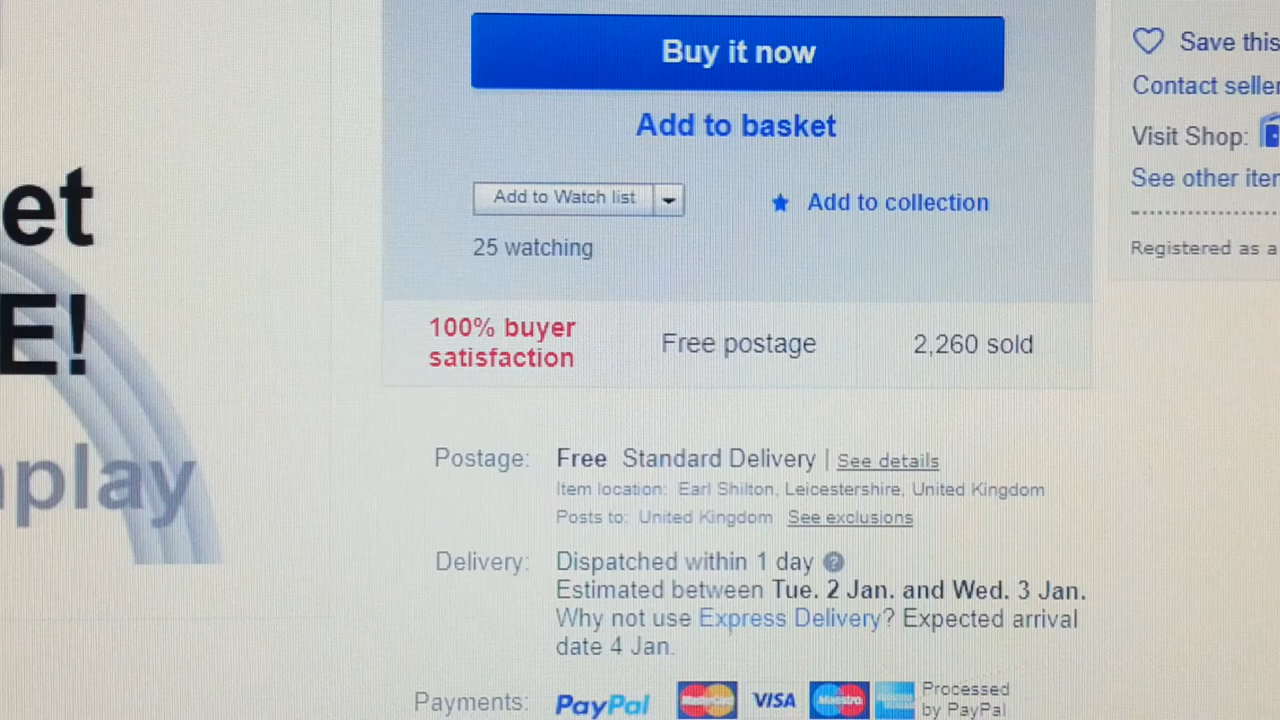 Buy it now
Add to basket
Add to Watch list
Add to collection
25 watching
100% buyer
satisfaction
Free postage
2,260 sold
Postage: Free Standard Delivery | See details
Item location: Earl Shilton, Leicestershire, United Kingdom
Posts to: United Kingdom See exclusions
Delivery: Dispatched within 1 day ?
Estimated between Tue. 2 Jan. and Wed. 3 Jan.
Why not use Express Delivery? Expected arrival
date 4 Jan.
Payments: PayPal MasterCard VISA Maestro
Processed
by PayPal
Save this
Contact seller
Visit Shop:
See other iter
Registered as a
et
E!
play